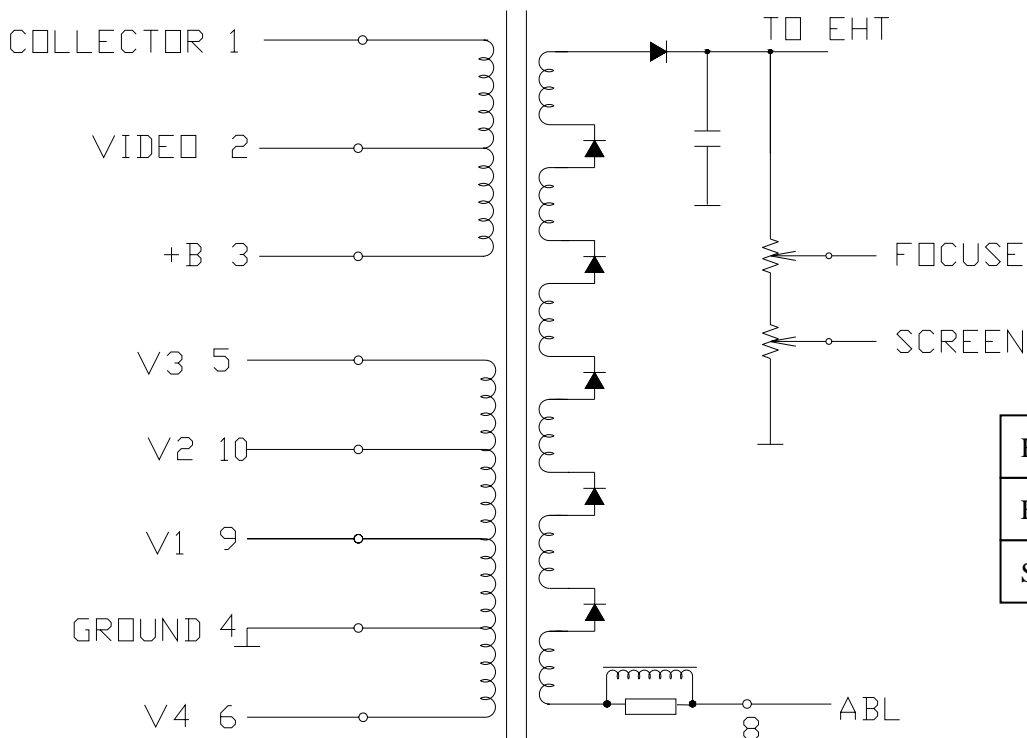 COLLECTOR 1
TO EHT
VIDEO 2
+B 3
FOCUSE
SCREEN
V3 5
V2 10
V1 9
GROUND 4
V4 6
8
ABL